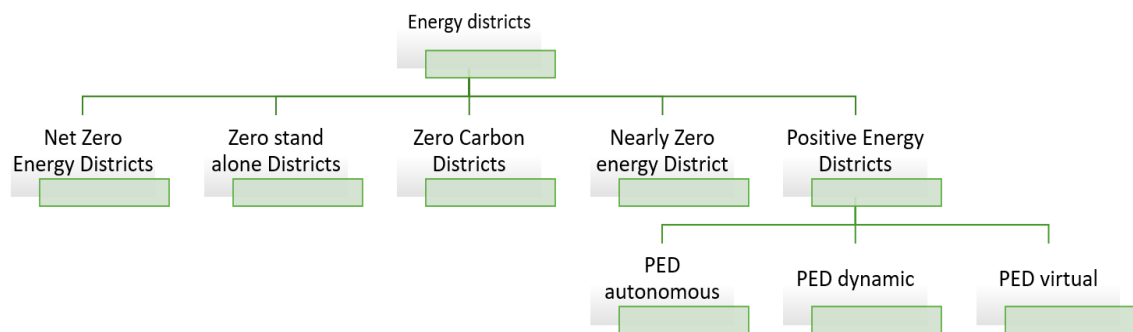 Energy districts
Net Zero
Energy Districts
Zero stand
alone Districts
Zero Carbon
Districts
Nearly Zero
energy District
Positive Energy
Districts
PED
autonomous
PED dynamic
PED virtual